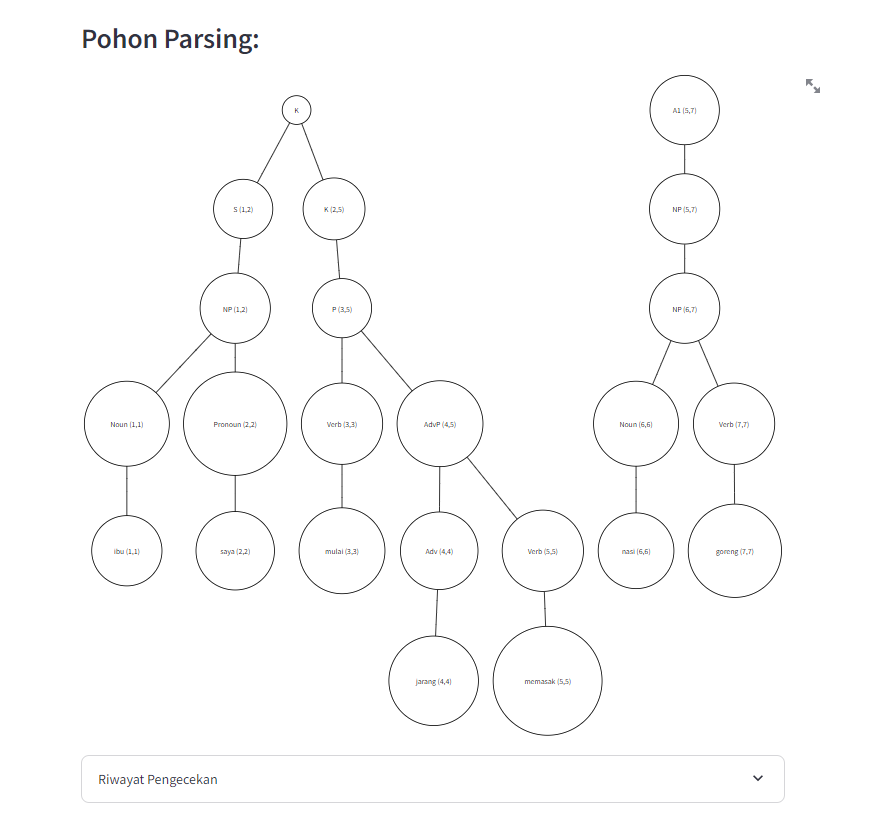 Pohon Parsing:
K
A1 (5,7)
S (1,2)
K (2,5)
NP (5,7)
NP (1,2)
P (3,5)
NP (6,7)
Noun (1,1)
Pronoun (2,2)
Verb (3,3)
AdvP (4,5)
Noun (6,6)
Verb (7,7)
ibu (1,1)
saya (2,2)
mulai (3,3)
Adv (4,4)
Verb (5,5)
nasi (6,6)
goreng (7,7)
jarang (4,4)
memasak (5,5)
Riwayat Pengecekan